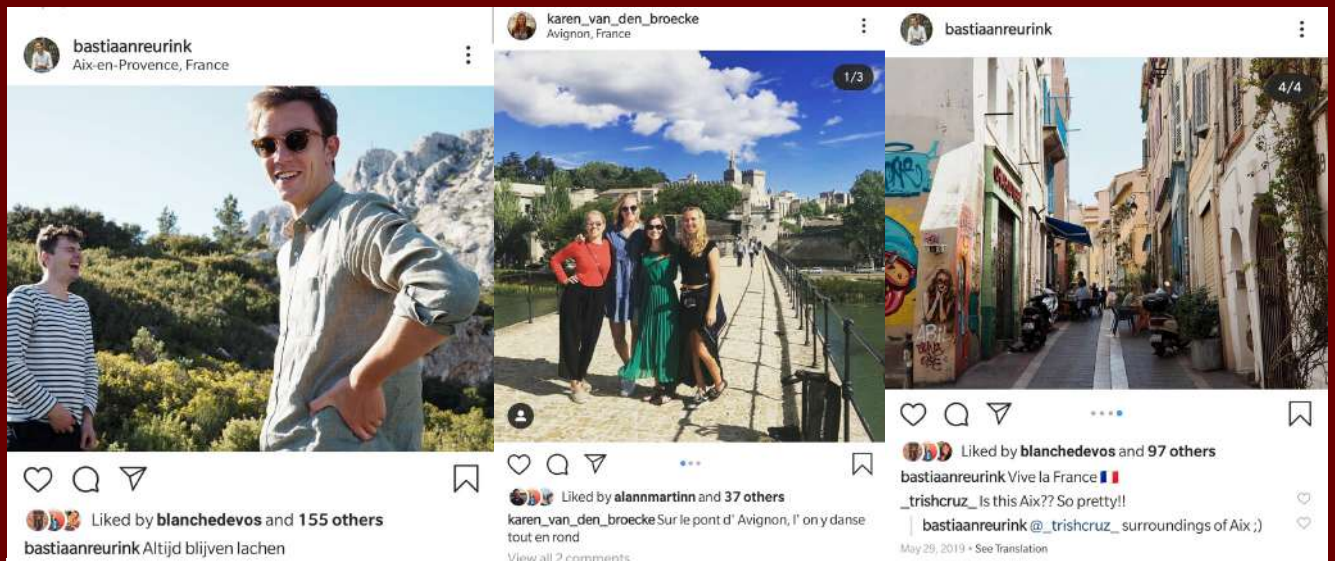 bastiaanreurink
Aix-en-Provence, France
Liked by blanchedevos and 155 others
bastiaanreurink Altijd blijven lachen
karen_van_den_broecke
Avignon, France
1/3
Liked by alannmartinn and 37 others
karen_van_den_broecke Sur le pont d' Avignon, l' on y danse
tout en rond
View all 2 comments
bastiaanreurink
4/4
Liked by blanchedevos and 97 others
bastiaanreurink Vive la France 🇫🇷
_trishcruz_ Is this Aix?? So pretty!!
bastiaanreurink @_trishcruz_ surroundings of Aix ;)
May 29, 2019 • See Translation